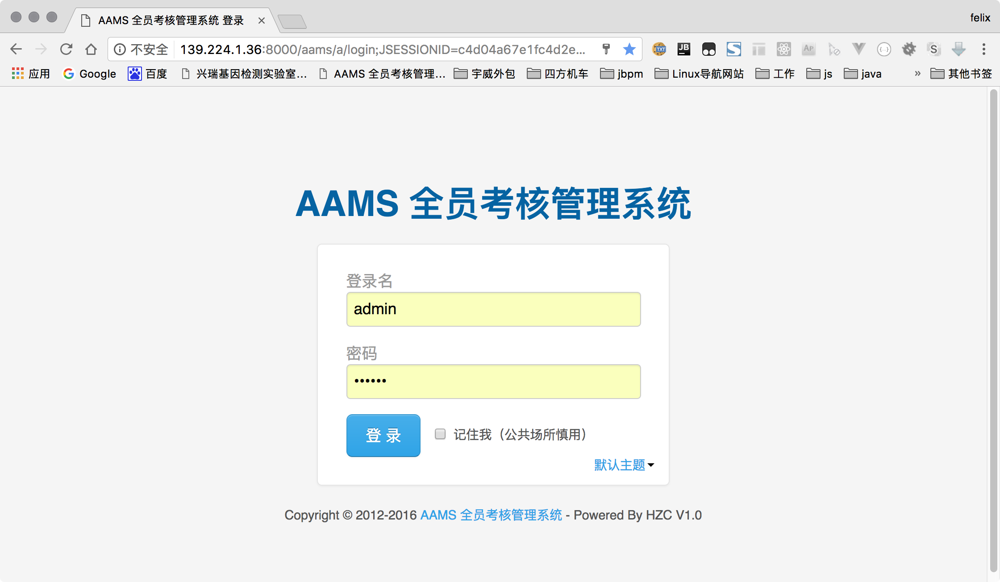 AAMS 全员考核管理系统 登录
felix
不安全 139.224.1.36:8000/aams/a/login;JSESSIONID=c4d04a67e1fc4d2e...
TXT JB S AP {...} S
应用 Google 百度 兴瑞基因检测实验室... AAMS 全员考核管理... 宇威外包 四方机车 jbpm Linux导航网站 工作 js java » 其他书签
AAMS 全员考核管理系统
登录名
admin
密码
••••••
登 录 记住我（公共场所慎用）
默认主题
Copyright © 2012-2016 AAMS 全员考核管理系统 - Powered By HZC V1.0